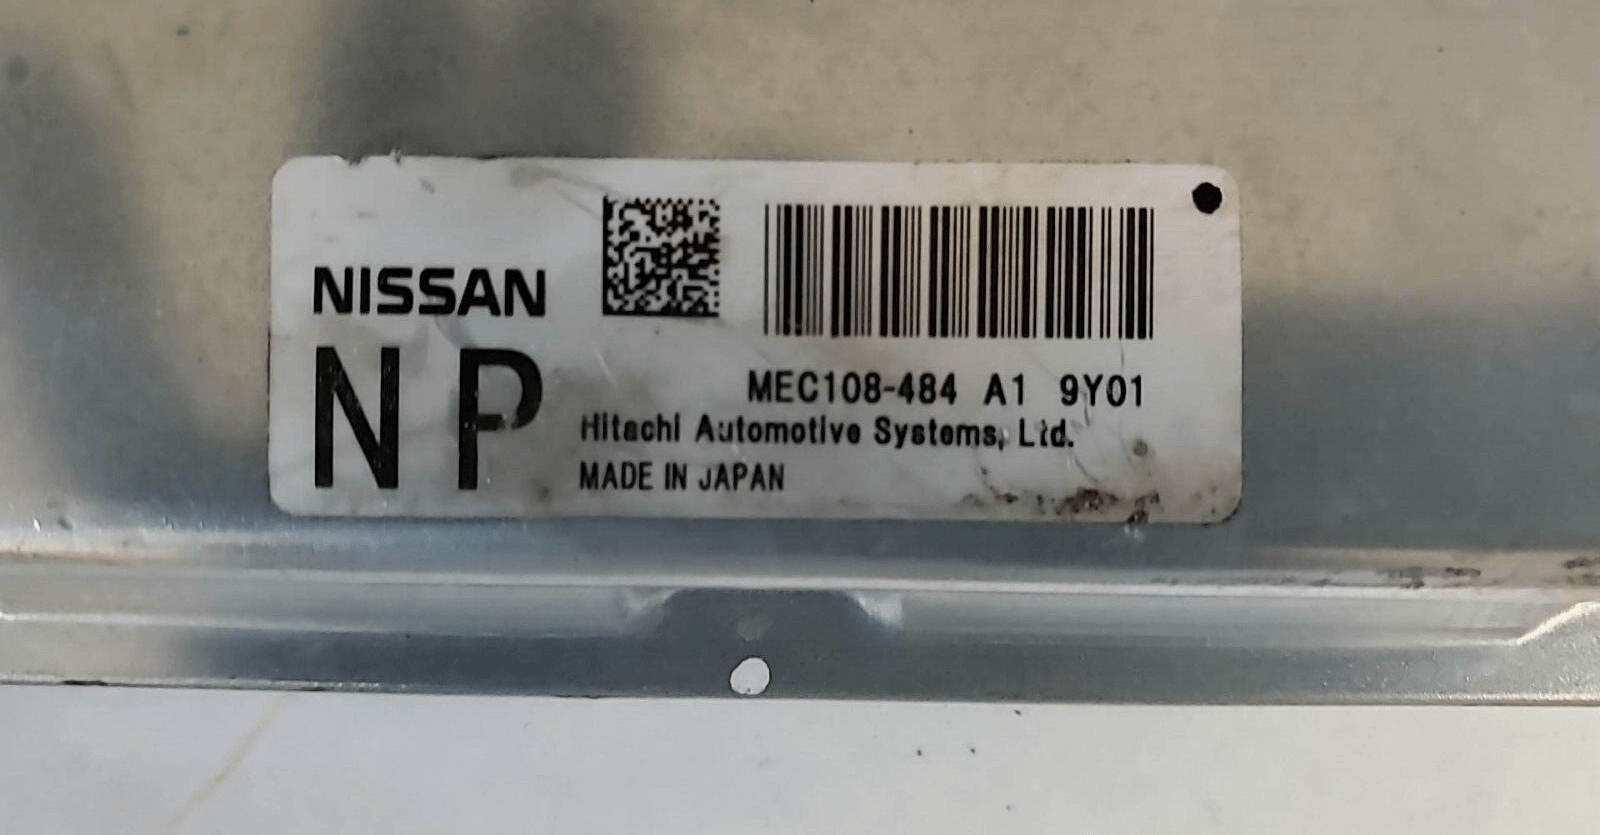 NISSAN
NP
MEC108-484 A1 9Y01
Hitachi Automotive Systems, Ltd.
MADE IN JAPAN